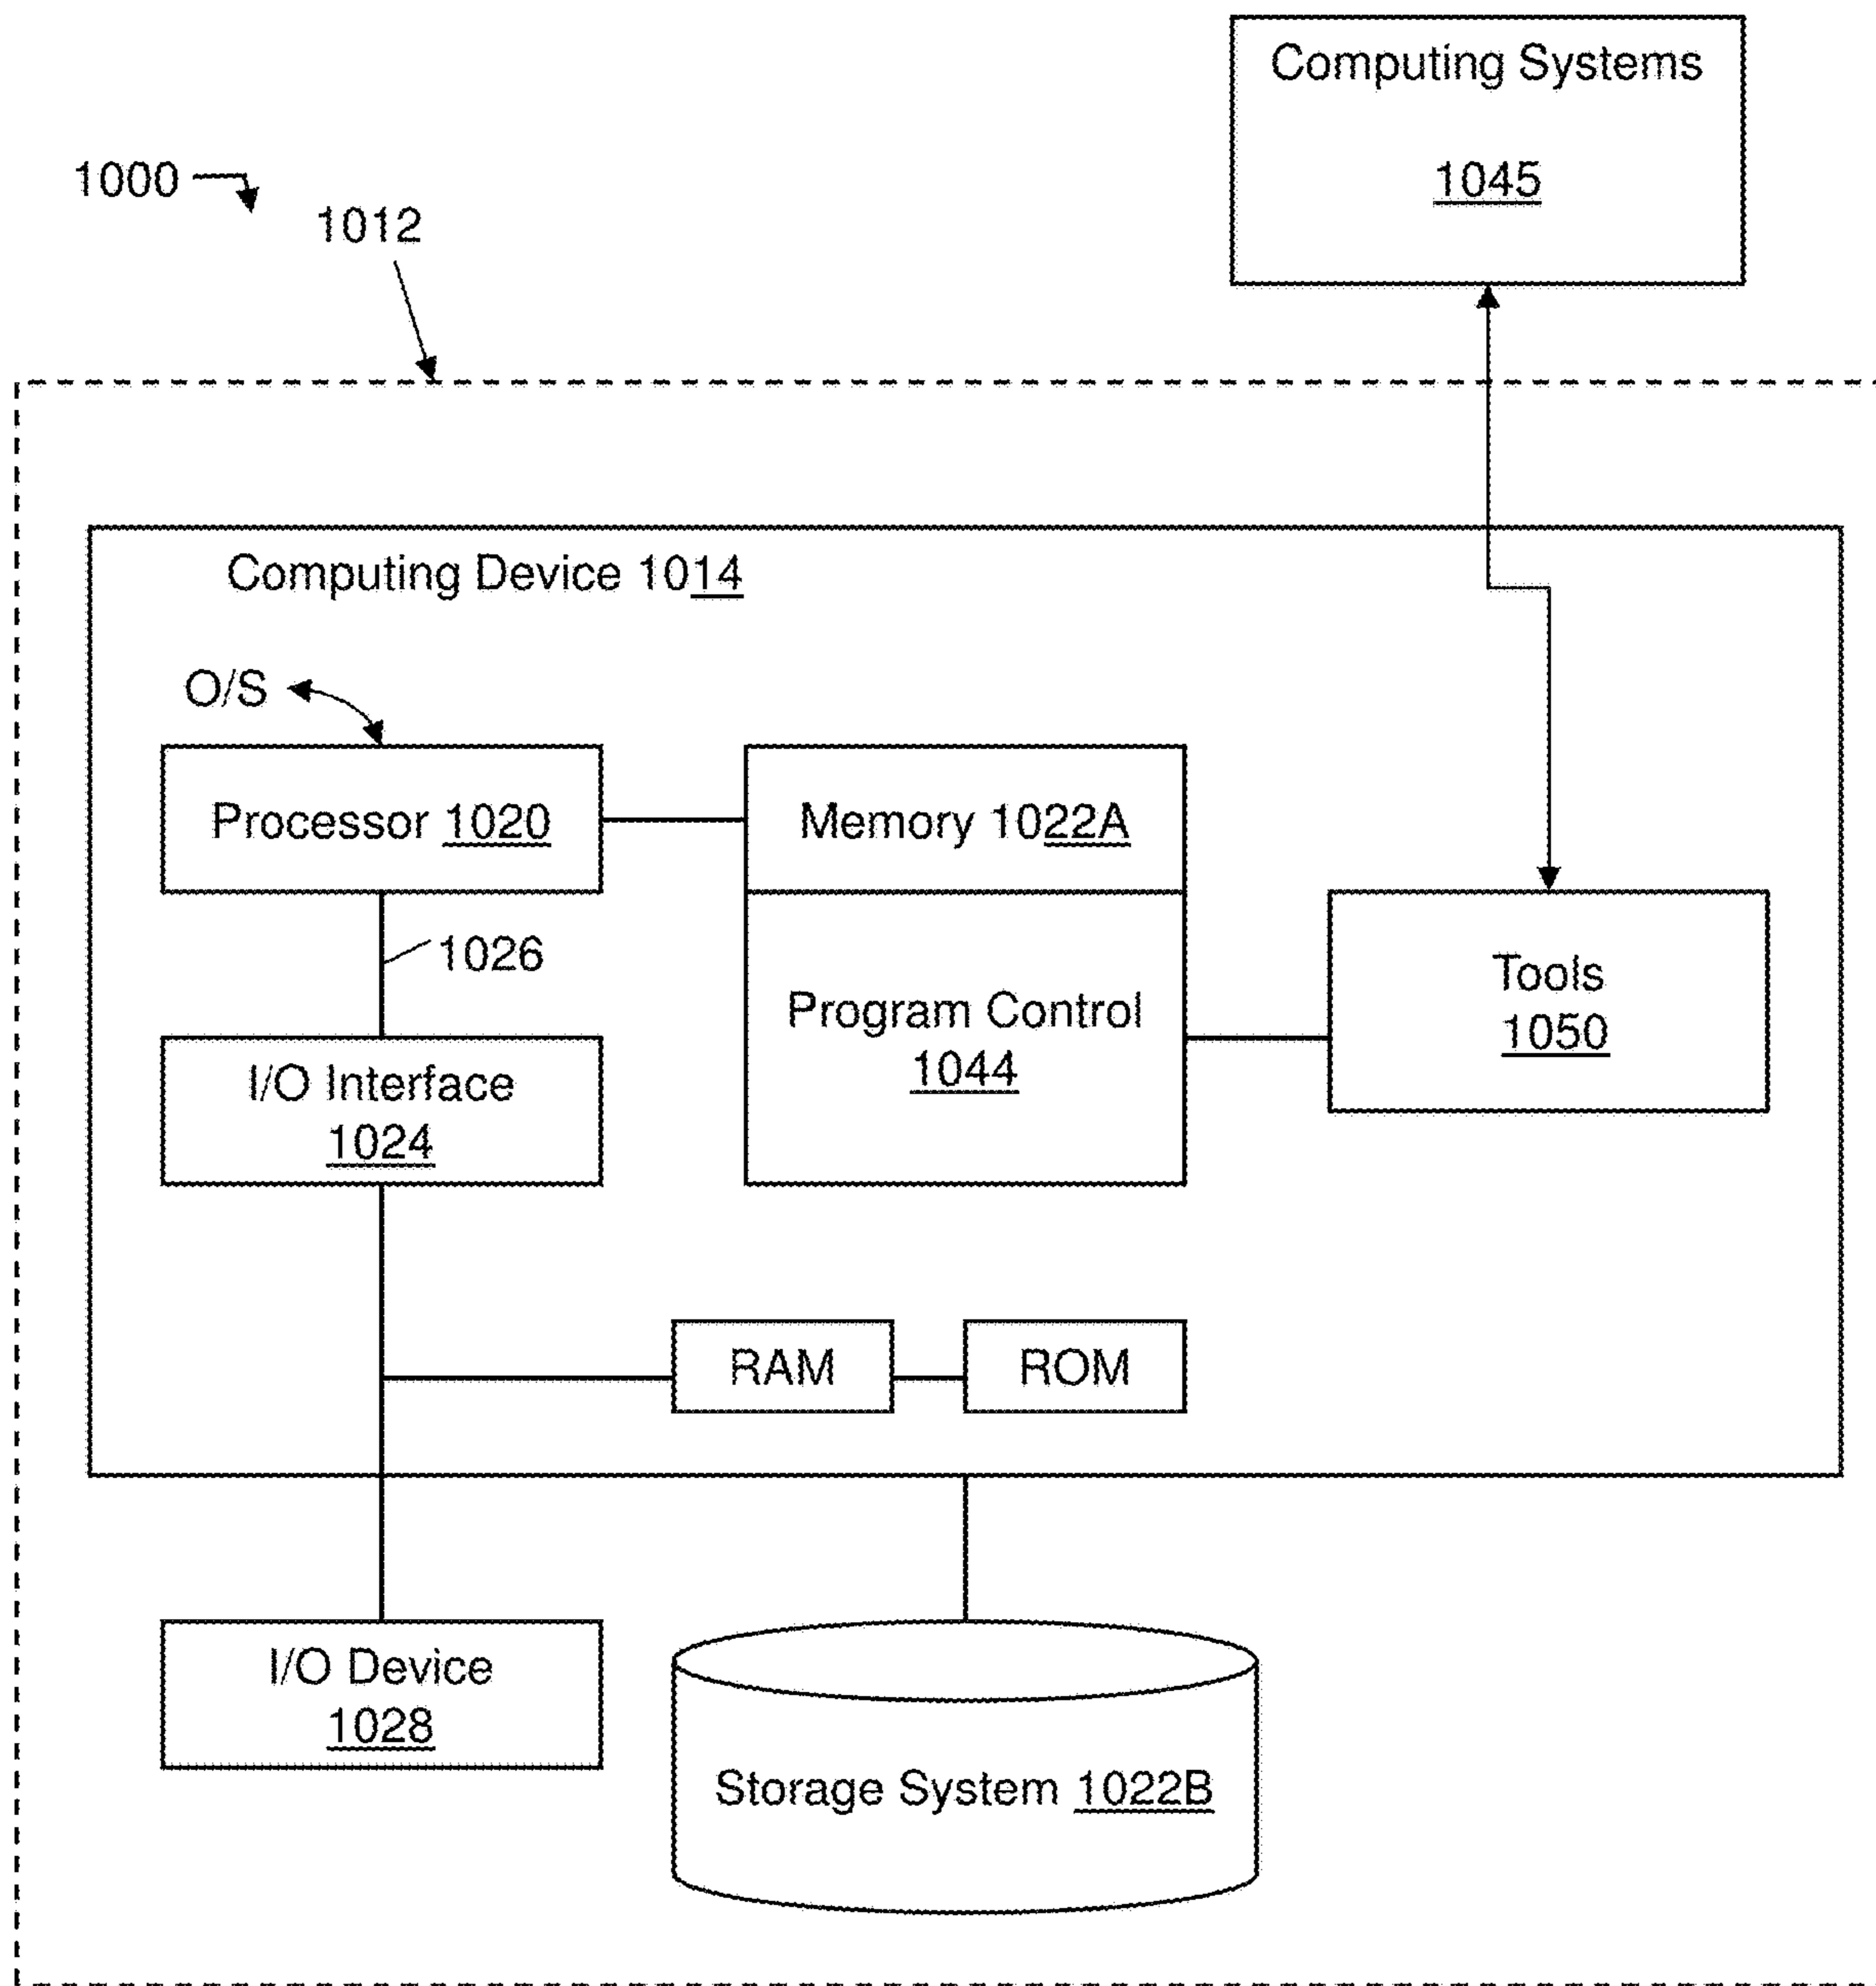 Computing Systems
1045
1000
1012
Computing Device 1014
O/S
Processor 1020
Memory 1022A
1026
Program Control
1044
Tools
1050
I/O Interface
1024
RAM
ROM
I/O Device
1028
Storage System 1022B